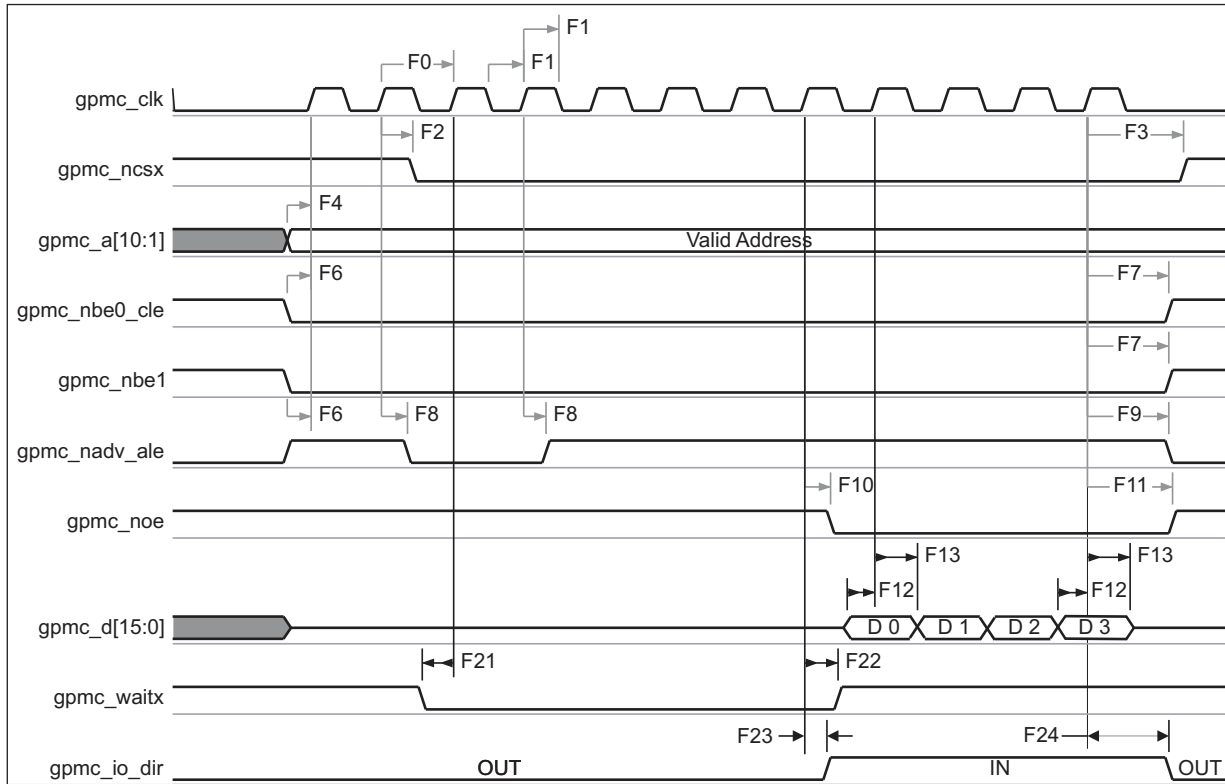 F1
F0 F1
gpmc_clk
F2 F3
gpmc_ncsx
F4
gpmc_a[10:1] Valid Address
F6 F7
gpmc_nbe0_cle
F7
gpmc_nbe1
F6 F8 F8 F9
gpmc_nadv_ale
F10 F11
gpmc_noe
F13 F13
F12 F12
gpmc_d[15:0] D 0 D 1 D 2 D 3
F21 F22
gpmc_waitx
F23 F24
gpmc_io_dir OUT IN OUT